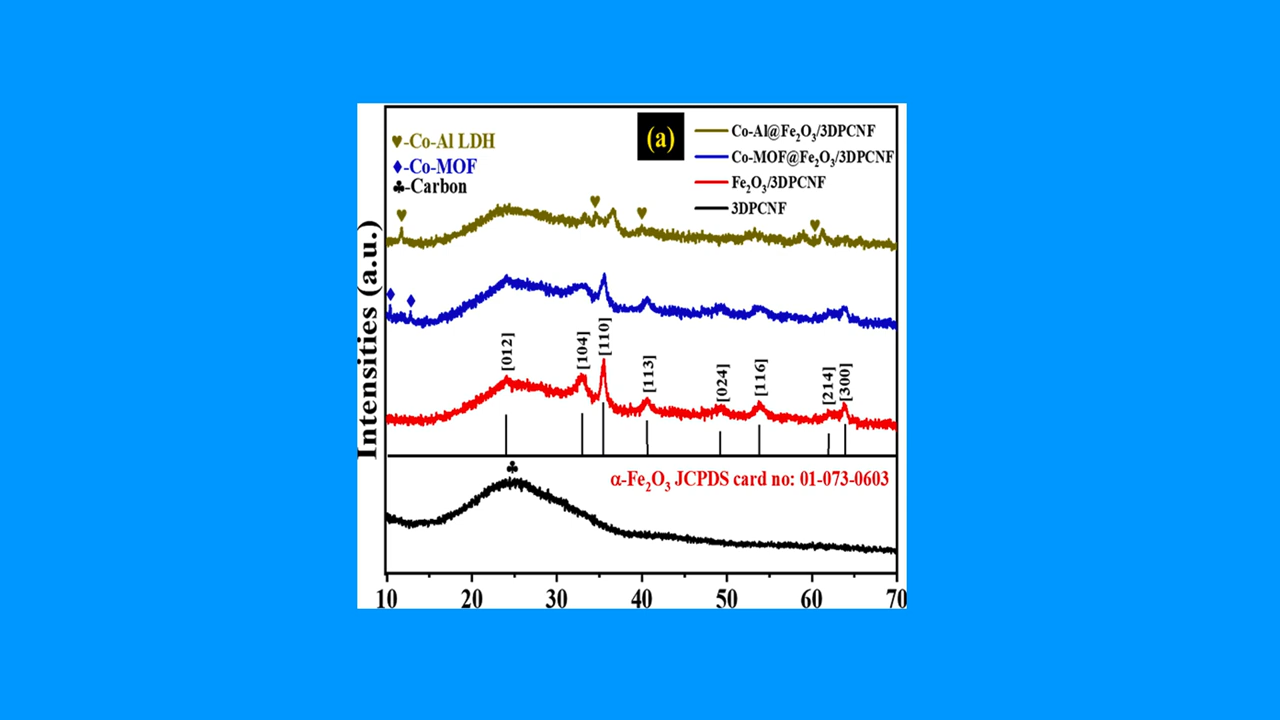 (a)
♥-Co-Al LDH
♦-Co-MOF
♣-Carbon
Co-Al@Fe₂O₃/3DPCNF
Co-MOF@Fe₂O₃/3DPCNF
Fe₂O₃/3DPCNF
3DPCNF
Intensities (a.u.)
[012] [104] [110] [113] [024] [116] [214] [300]
α-Fe₂O₃ JCPDS card no: 01-073-0603
10 20 30 40 50 60 70